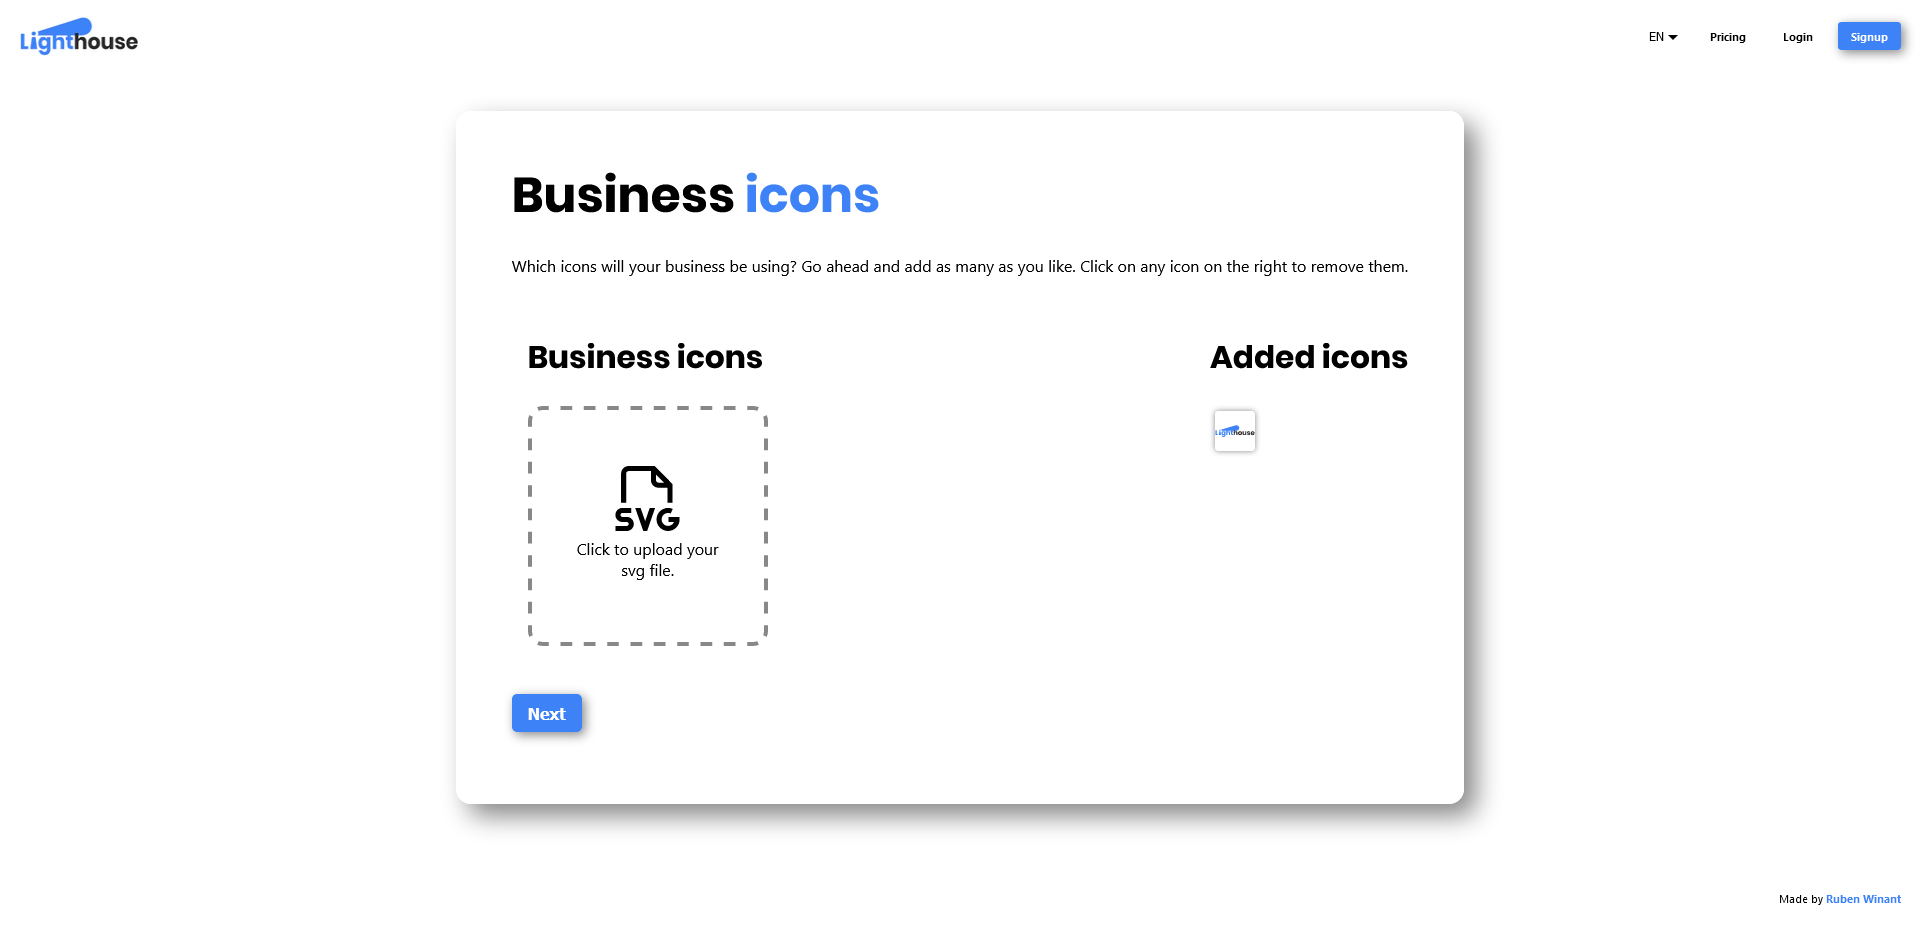 Lighthouse
EN
Pricing
Login
Signup
Business icons
Which icons will your business be using? Go ahead and add as many as you like. Click on any icon on the right to remove them.
Business icons
Added icons
Lighthouse
SVG
Click to upload your
svg file.
Next
Made by Ruben Winant